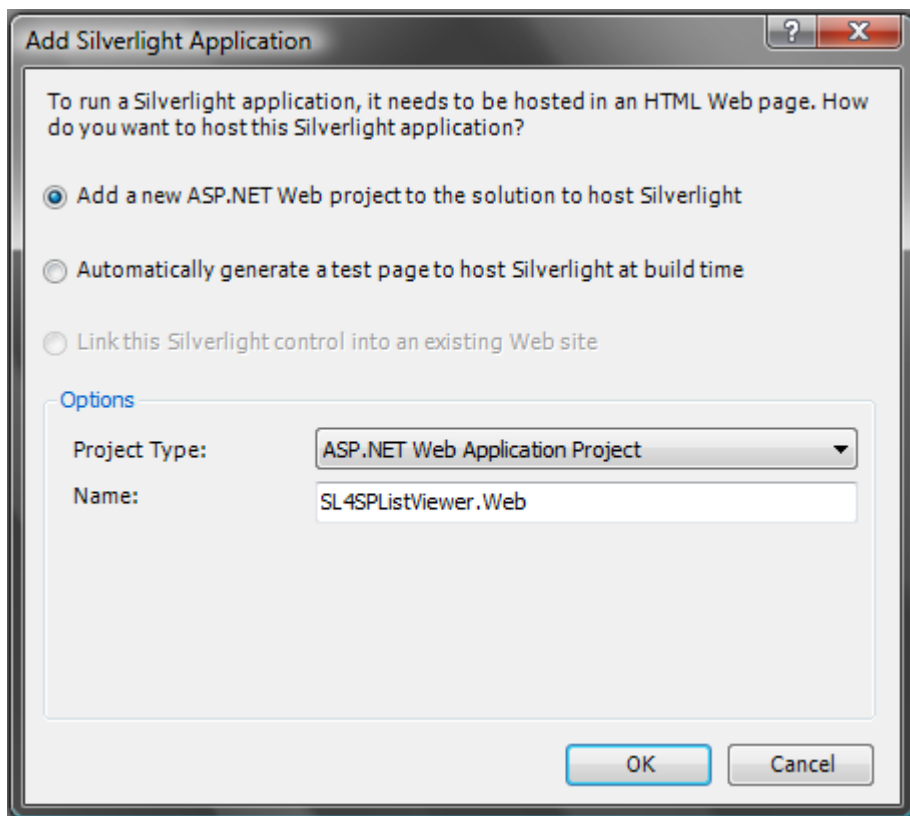 Add Silverlight Application
?
To run a Silverlight application, it needs to be hosted in an HTML Web page. How
do you want to host this Silverlight application?
Add a new ASP.NET Web project to the solution to host Silverlight
Automatically generate a test page to host Silverlight at build time
Link this Silverlight control into an existing Web site
Options
Project Type:
ASP.NET Web Application Project
Name:
SL4SPListViewer.Web
OK
Cancel